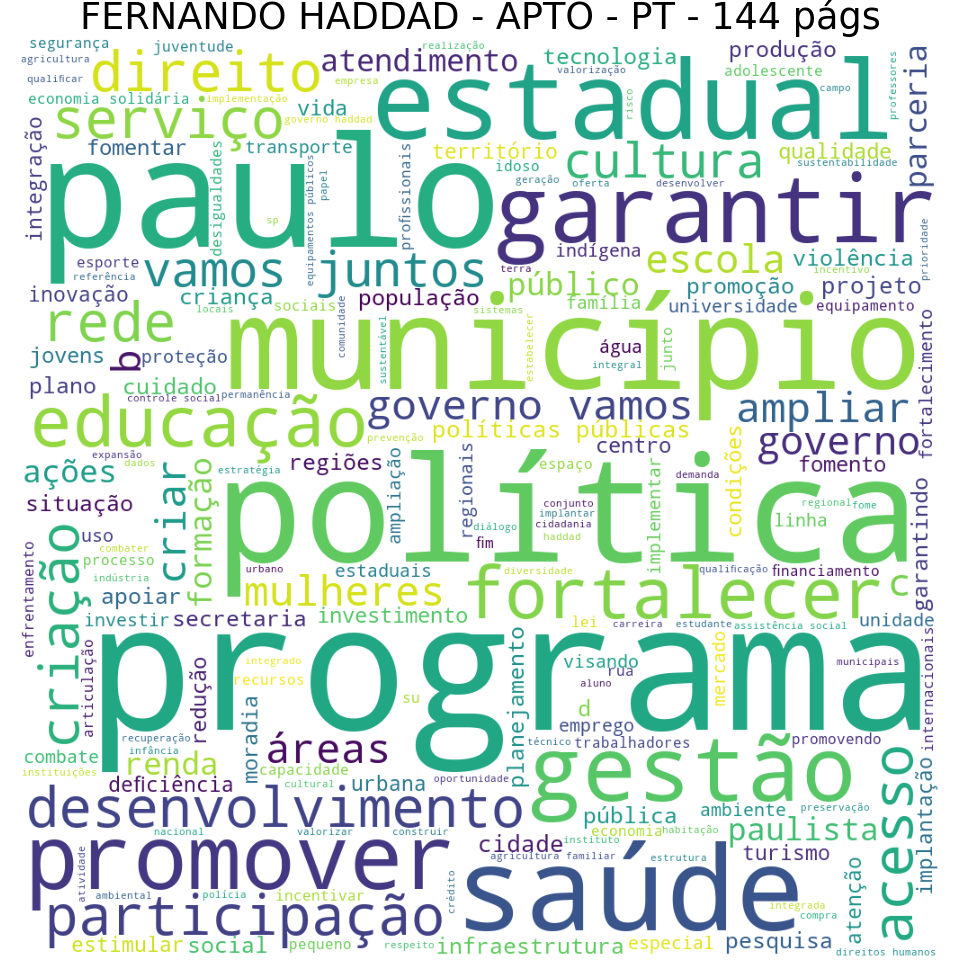 FERNANDO HADDAD - APTO - PT - 144 págs
segurança
juventude
realização
agricultura
direito
atendimento
tecnologia
produção
qualificar
empresa
valorização
adolescente
estadual
campo
professores
parceria
economia solidária
implementação
vida
risco
serviço
governo haddad
integração
fomentar
transporte
território
cultura
qualidade
idoso
sustentabilidade
paulo
desigualdades
equipamentos públicos
papel
profissionais
geração
oferta
desenvolver
garantir
sp
prioridade
esporte
referência
vamos juntos
indígena
terra
escola
violência
incentivo
inovação
criança
sociais
população
público
promoção
projeto
locais
família
universidade
equipamento
sistemas
rede
comunidade
município
sustentável
estabelecer
água
junto
integral
fortalecimento
jovens
b
proteção
plano
cuidado
controle social
permanência
governo vamos
ampliar
educação
prevenção
políticas públicas
centro
condições
governo
expansão
ações
dados
estratégia
regiões
ampliação
regionais
espaço
demanda
fomento
situação
criar
formação
política
conjunto
implantar
cidadania
haddad
diálogo
fim
implementar
regional
fome
linha
garantindo
uso
combater
processo
indústria
urbano
estaduais
diversidade
qualificação
financiamento
enfrentamento
criação
apoiar
mulheres
fortalecer
c
investir
secretaria
investimento
lei
carreira
estudante
assistência social
unidade
programa
articulação
redução
integrado
recursos
planejamento
visando
rua
aluno
mercado
municipais
internacionais
su
d
emprego
recuperação
infância
técnico
trabalhadores
promovendo
combate
instituições
renda
moradia
áreas
capacidade
deficiência
cultural
urbana
oportunidade
gestão
acesso
implantação
desenvolvimento
pública
ambiente
preservação
economia
habitação
paulista
nacional
valorizar
construir
cidade
instituto
promover
agricultura familiar
estrutura
turismo
atividade
ambiental
polícia
incentivar
crédito
saúde
integrada
compra
atenção
participação
estimular
social
pequeno
respeito
infraestrutura
especial
pesquisa
direitos humanos